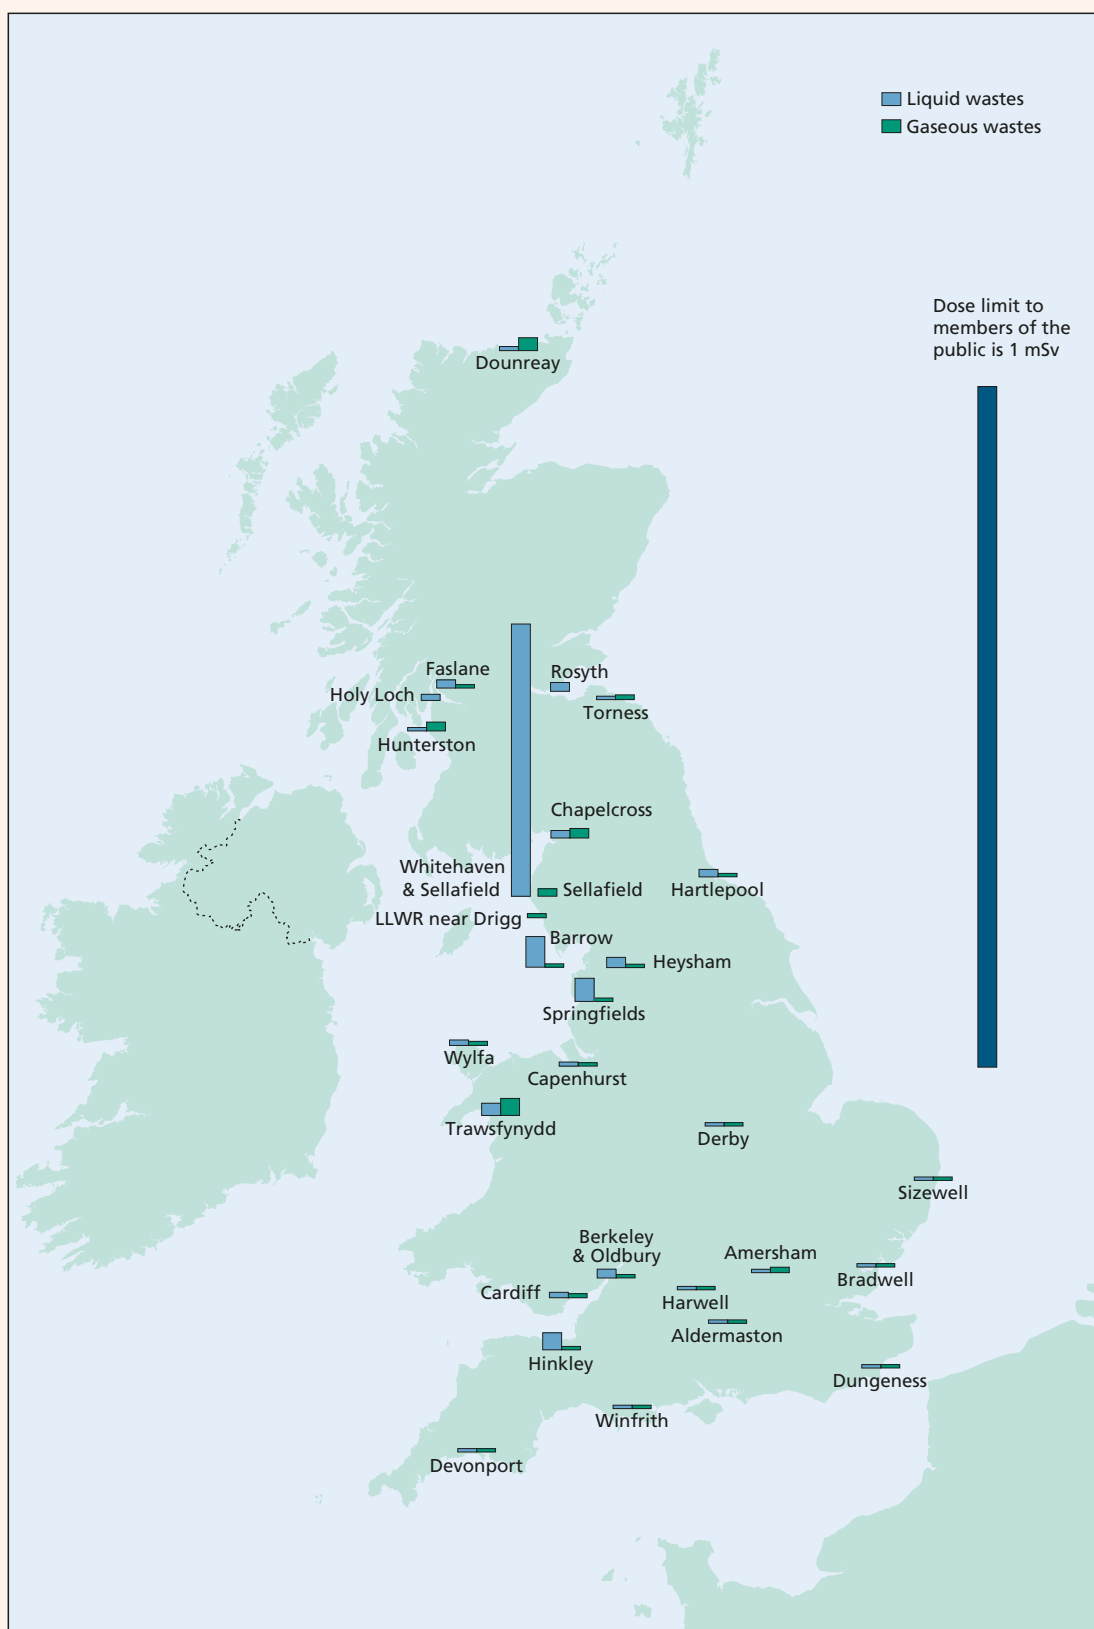 Liquid wastes
Gaseous wastes
Dose limit to
members of the
public is 1 mSv
Dounreay
Faslane
Rosyth
Holy Loch
Torness
Hunterston
Chapelcross
Whitehaven
& Sellafield
Sellafield
Hartlepool
LLWR near Drigg
Barrow
Heysham
Springfields
Wylfa
Capenhurst
Trawsfynydd
Derby
Sizewell
Berkeley
& Oldbury
Amersham
Bradwell
Cardiff
Harwell
Aldermaston
Hinkley
Dungeness
Winfrith
Devonport